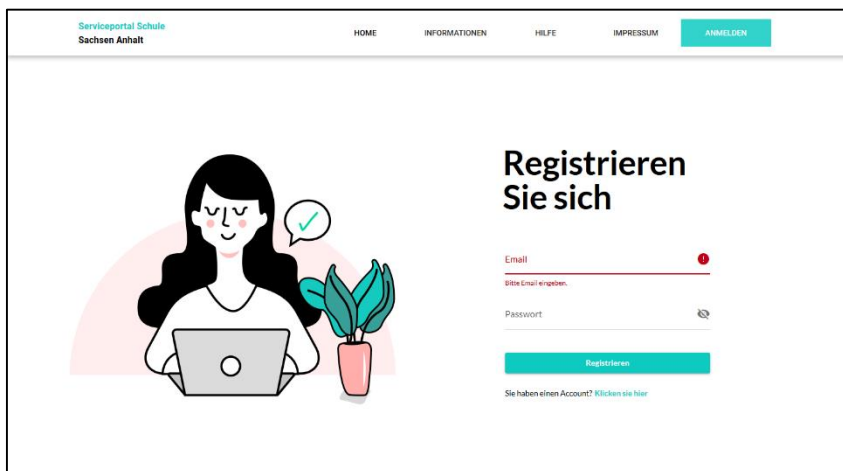 Serviceportal Schule
Sachsen Anhalt
HOME
INFORMATIONEN
HILFE
IMPRESSUM
ANMELDEN
Registrieren
Sie sich
Email
Bitte Email eingeben.
Passwort
Registrieren
Sie haben einen Account? Klicken sie hier